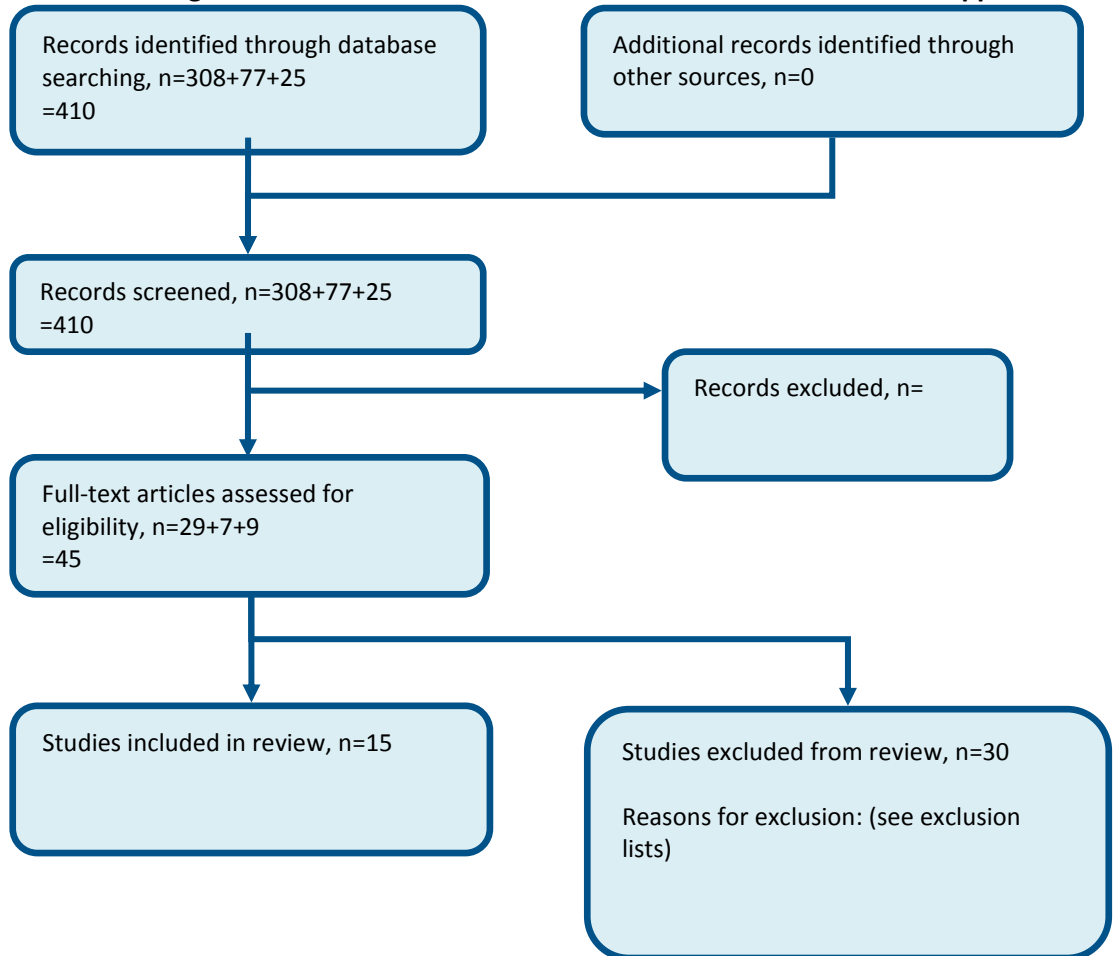 Records identified through database
searching, n=308+77+25
=410
Additional records identified through
other sources, n=0
Records screened, n=308+77+25
=410
Records excluded, n=
Full-text articles assessed for
eligibility, n=29+7+9
=45
Studies included in review, n=15
Studies excluded from review, n=30
Reasons for exclusion: (see exclusion
lists)